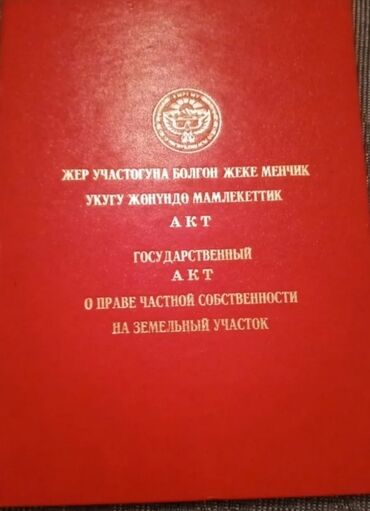 ЖЕР УЧАСТОГУНА БОЛГОН ЖЕКЕ МЕНЧИК
УКУГУ ЖӨНҮНДӨ МАМЛЕКЕТТИК
АКТ
ГОСУДАРСТВЕННЫЙ
АКТ
О ПРАВЕ ЧАСТНОЙ СОБСТВЕННОСТИ
НА ЗЕМЕЛЬНЫЙ УЧАСТОК